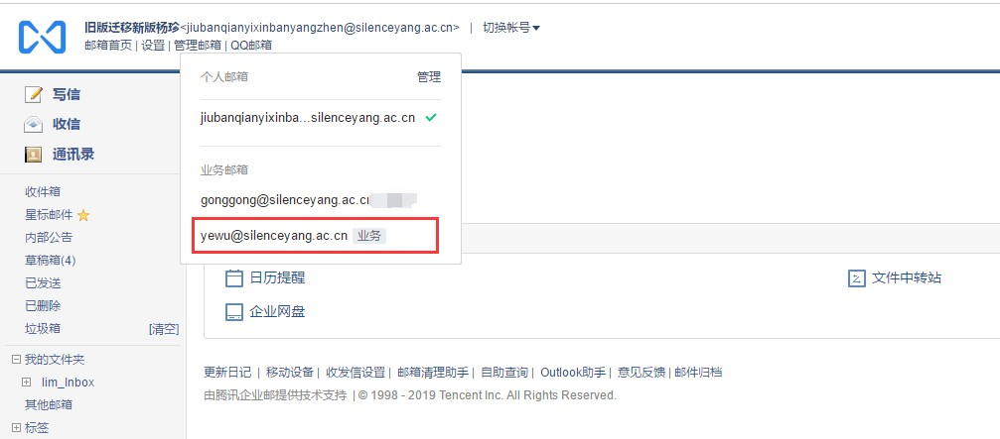 旧版迁移新版杨珍<jiubanqianyixinbanyangzhen@silenceyang.ac.cn> | 切换帐号
邮箱首页 | 设置 | 管理邮箱 | QQ邮箱
个人邮箱 管理
jiubanqianyixinba...silenceyang.ac.cn
业务邮箱
gonggong@silenceyang.ac.cn
yewu@silenceyang.ac.cn 业务
写信
收信
通讯录
收件箱
星标邮件
内部公告
草稿箱(4)
已发送
已删除
垃圾箱 [清空]
我的文件夹
lim_Inbox
其他邮箱
标签
日历提醒 文件中转站
企业网盘
更新日记 | 移动设备 | 收发信设置 | 邮箱清理助手 | 自助查询 | Outlook助手 | 意见反馈 | 邮件归档
由腾讯企业邮提供技术支持 | © 1998 - 2019 Tencent Inc. All Rights Reserved.